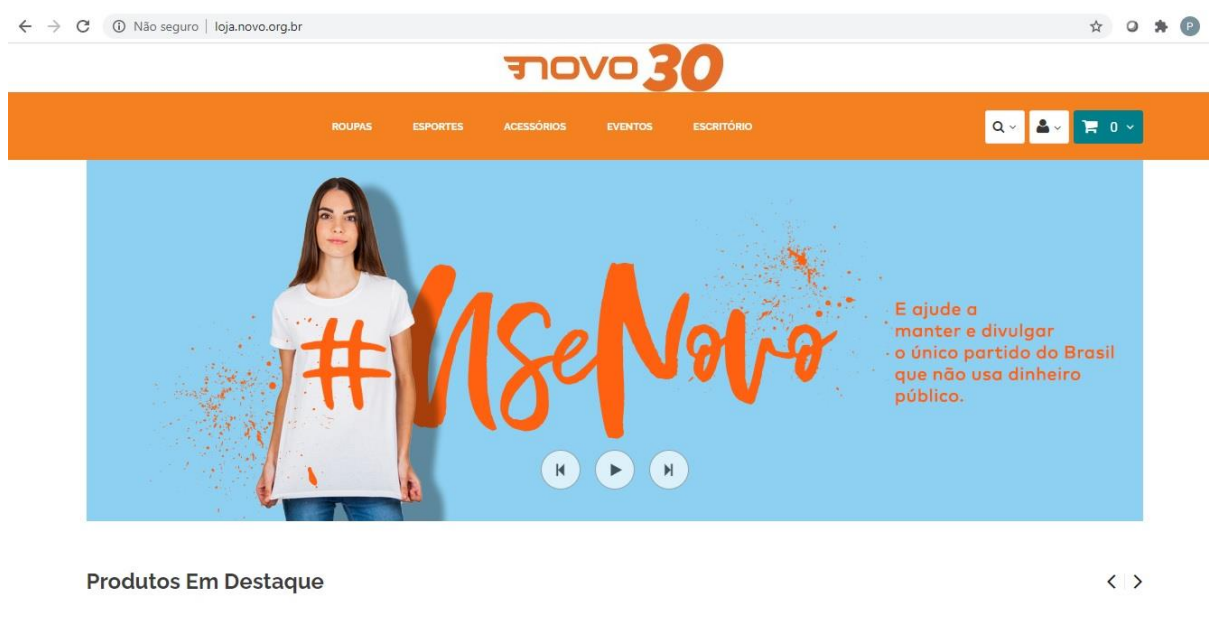 Não seguro | loja.novo.org.br
P
novo 30
ROUPAS ESPORTES ACESSÓRIOS EVENTOS ESCRITÓRIO
0
#UseNovo
E ajude a
manter e divulgar
o único partido do Brasil
que não usa dinheiro
público.
Produtos Em Destaque